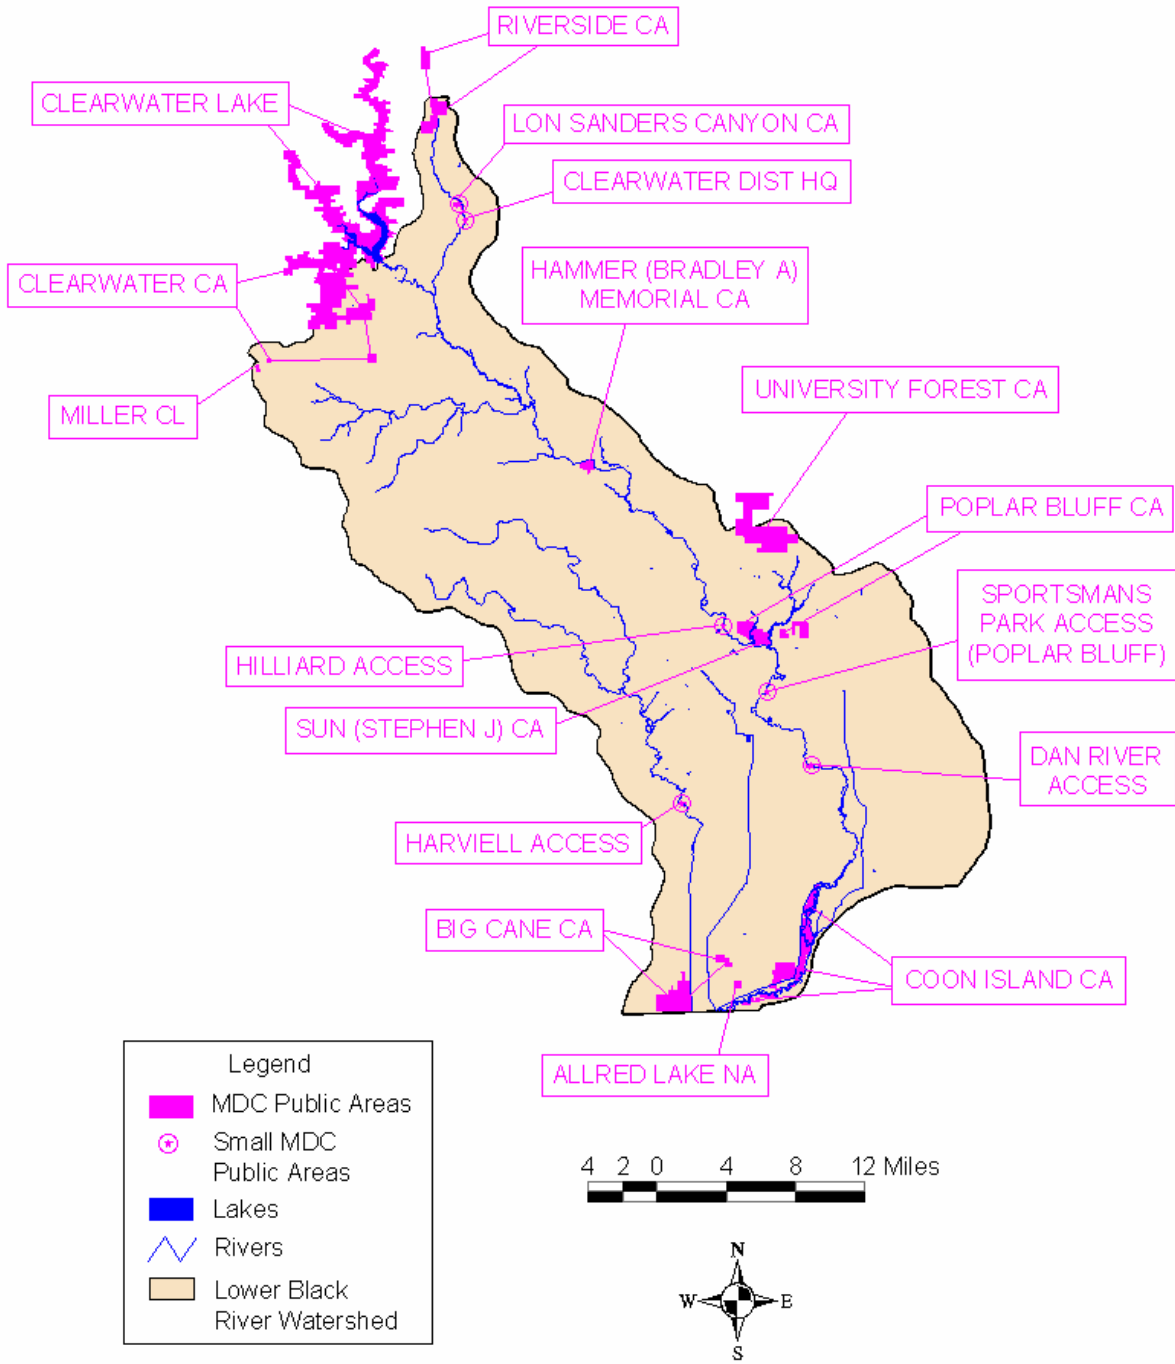 RIVERSIDE CA
CLEARWATER LAKE
LON SANDERS CANYON CA
CLEARWATER DIST HQ
CLEARWATER CA
HAMMER (BRADLEY A)
MEMORIAL CA
MILLER CL
UNIVERSITY FOREST CA
POPLAR BLUFF CA
SPORTSMANS
PARK ACCESS
(POPLAR BLUFF)
HILLIARD ACCESS
SUN (STEPHEN J) CA
DAN RIVER
ACCESS
HARVIELL ACCESS
BIG CANE CA
COON ISLAND CA
ALLRED LAKE NA
Legend
MDC Public Areas
Small MDC
Public Areas
Lakes
Rivers
Lower Black
River Watershed
4 2 0 4 8 12 Miles
N
W E
S